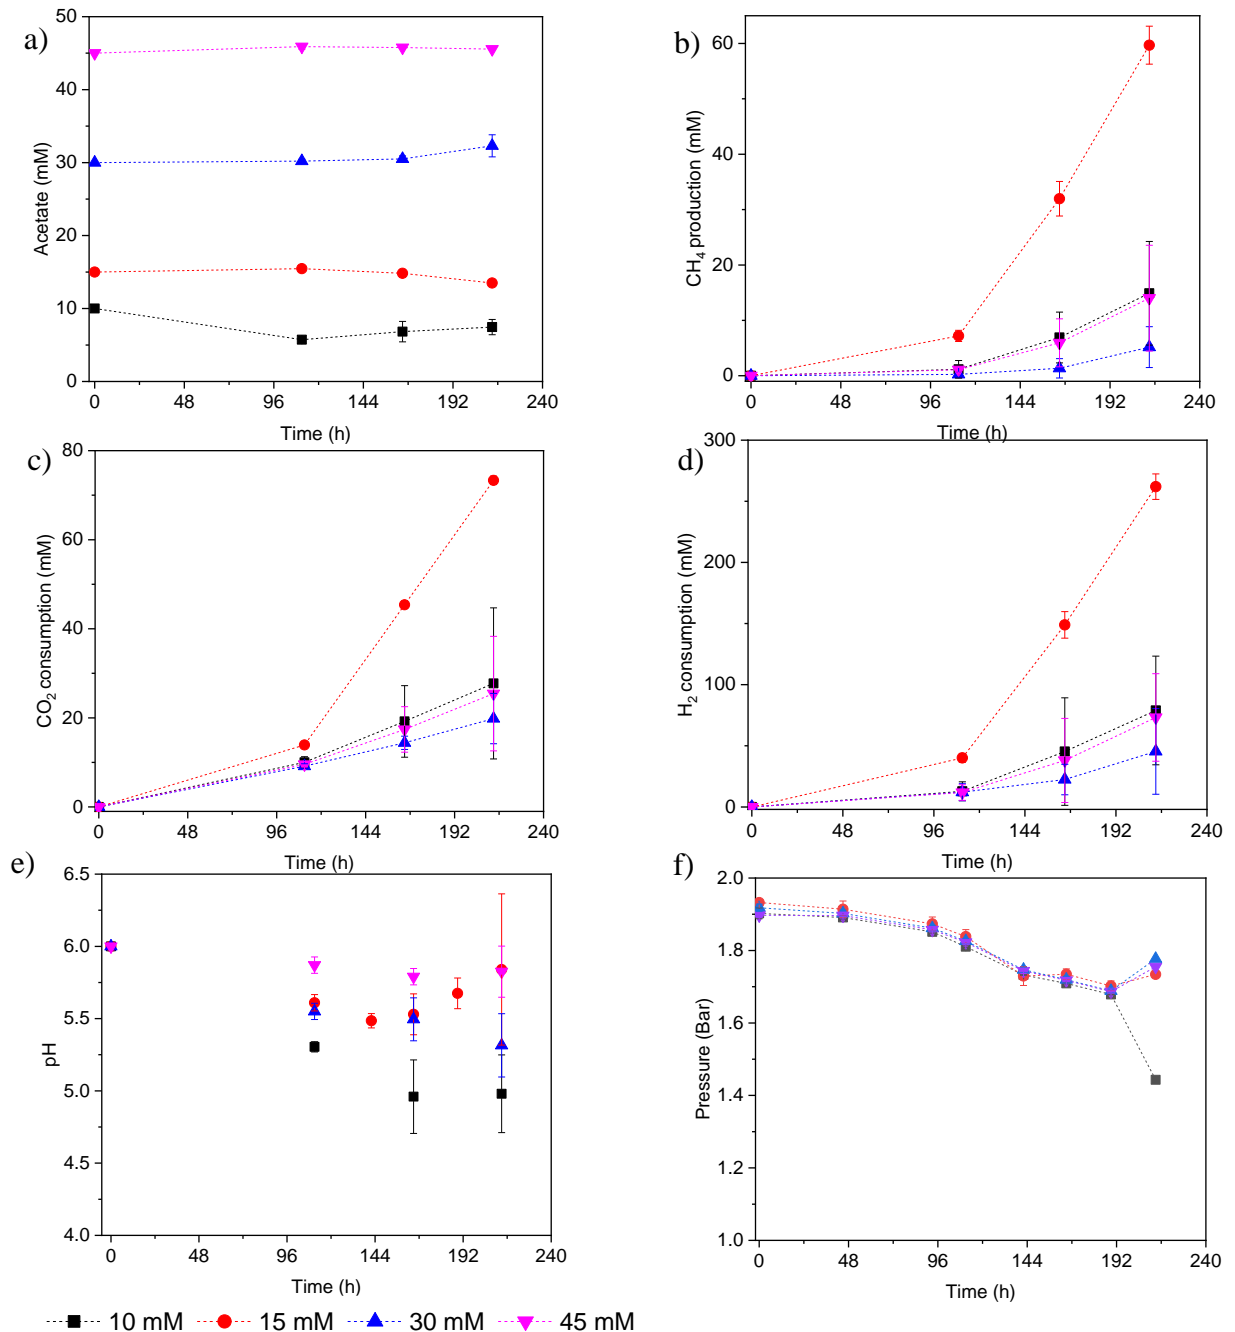 a)
50
40
30
20
10
0
Acetate (mM)
0 48 96 144 192 240
Time (h)
b)
60
40
20
0
CH4 production (mM)
0 48 96 144 192 240
Time (h)
c)
80
60
40
20
0
CO2 consumption (mM)
0 48 96 144 192 240
Time (h)
d)
300
200
100
0
H2 consumption (mM)
0 48 96 144 192 240
Time (h)
e)
6.5
6.0
5.5
5.0
4.5
4.0
pH
0 48 96 144 192 240
Time (h)
f)
2.0
1.8
1.6
1.4
1.2
1.0
Pressure (Bar)
0 48 96 144 192 240
Time (h)
10 mM 15 mM 30 mM 45 mM